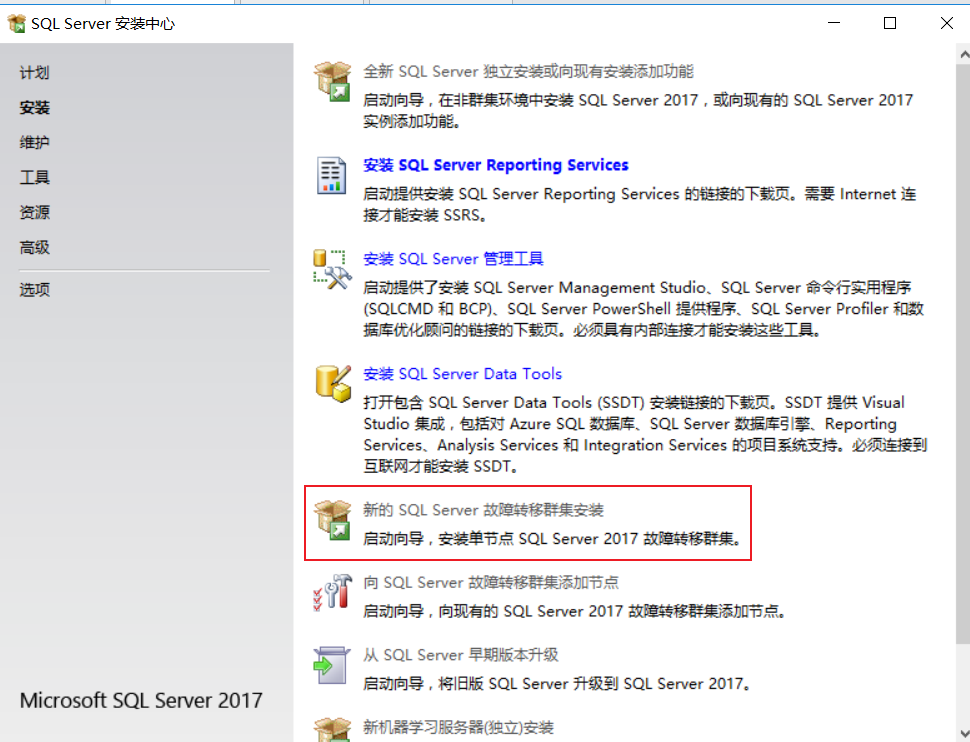 SQL Server 安装中心
计划
安装
维护
工具
资源
高级
选项
Microsoft SQL Server 2017
全新 SQL Server 独立安装或向现有安装添加功能
启动向导，在非群集环境中安装 SQL Server 2017，或向现有的 SQL Server 2017
实例添加功能。
安装 SQL Server Reporting Services
启动提供安装 SQL Server Reporting Services 的链接的下载页。需要 Internet 连
接才能安装 SSRS。
安装 SQL Server 管理工具
启动提供了安装 SQL Server Management Studio、SQL Server 命令行实用程序
(SQLCMD 和 BCP)、SQL Server PowerShell 提供程序、SQL Server Profiler 和数
据库优化顾问的链接的下载页。必须具有内部连接才能安装这些工具。
安装 SQL Server Data Tools
打开包含 SQL Server Data Tools (SSDT) 安装链接的下载页。SSDT 提供 Visual
Studio 集成，包括对 Azure SQL 数据库、SQL Server 数据库引擎、Reporting
Services、Analysis Services 和 Integration Services 的项目系统支持。必须连接到
互联网才能安装 SSDT。
新的 SQL Server 故障转移群集安装
启动向导，安装单节点 SQL Server 2017 故障转移群集。
向 SQL Server 故障转移群集添加节点
启动向导，向现有的 SQL Server 2017 故障转移群集添加节点。
从 SQL Server 早期版本升级
启动向导，将旧版 SQL Server 升级到 SQL Server 2017。
新机器学习服务器(独立)安装